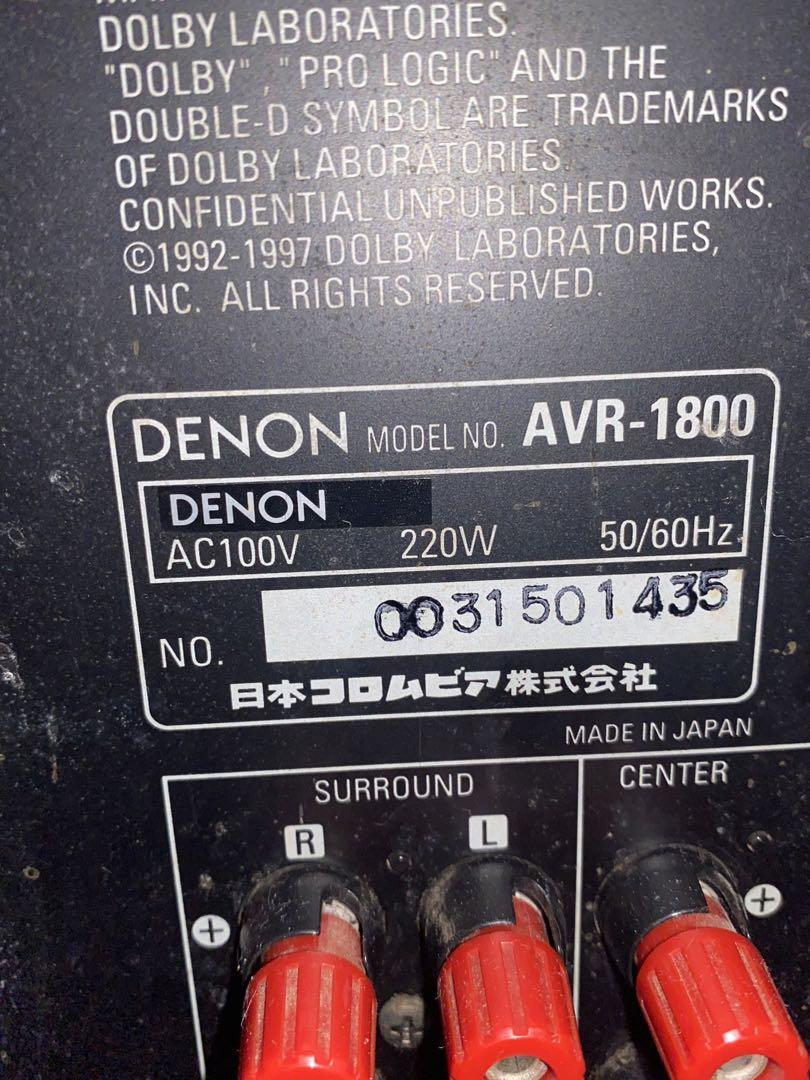 DOLBY LABORATORIES.
"DOLBY", "PRO LOGIC" AND THE
DOUBLE-D SYMBOL ARE TRADEMARKS
OF DOLBY LABORATORIES.
CONFIDENTIAL UNPUBLISHED WORKS.
©1992-1997 DOLBY LABORATORIES,
INC. ALL RIGHTS RESERVED.
DENON MODEL NO. AVR-1800
DENON
AC100V 220W 50/60Hz
NO. 0031501435
日本コロムビア株式会社
MADE IN JAPAN
SURROUND CENTER
R L
+ +